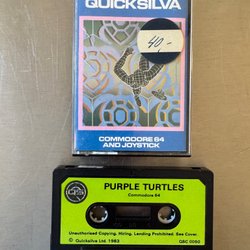 QUICKSILVA
40,-
COMMODORE 64
AND JOYSTICK
PURPLE TURTLES
Commodore 64
Unauthorised Copying, Hiring, Lending Prohibited. See Cover.
© Quicksilva Ltd. 1983
QSC 0050